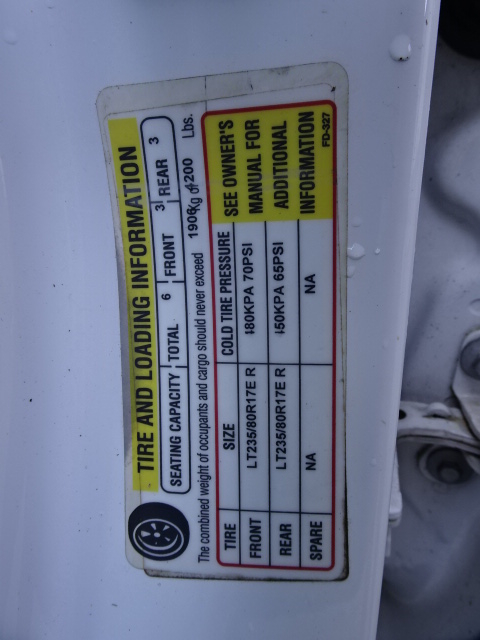 TIRE AND LOADING INFORMATION
SEATING CAPACITY TOTAL 6 FRONT 3 REAR 3
The combined weight of occupants and cargo should never exceed 1906Kg or 4200 Lbs.
TIRE SIZE COLD TIRE PRESSURE SEE OWNER'S
FRONT LT235/80R17E R 480KPA 70PSI MANUAL FOR
REAR LT235/80R17E R 450KPA 65PSI ADDITIONAL
SPARE NA NA INFORMATION
FD-327